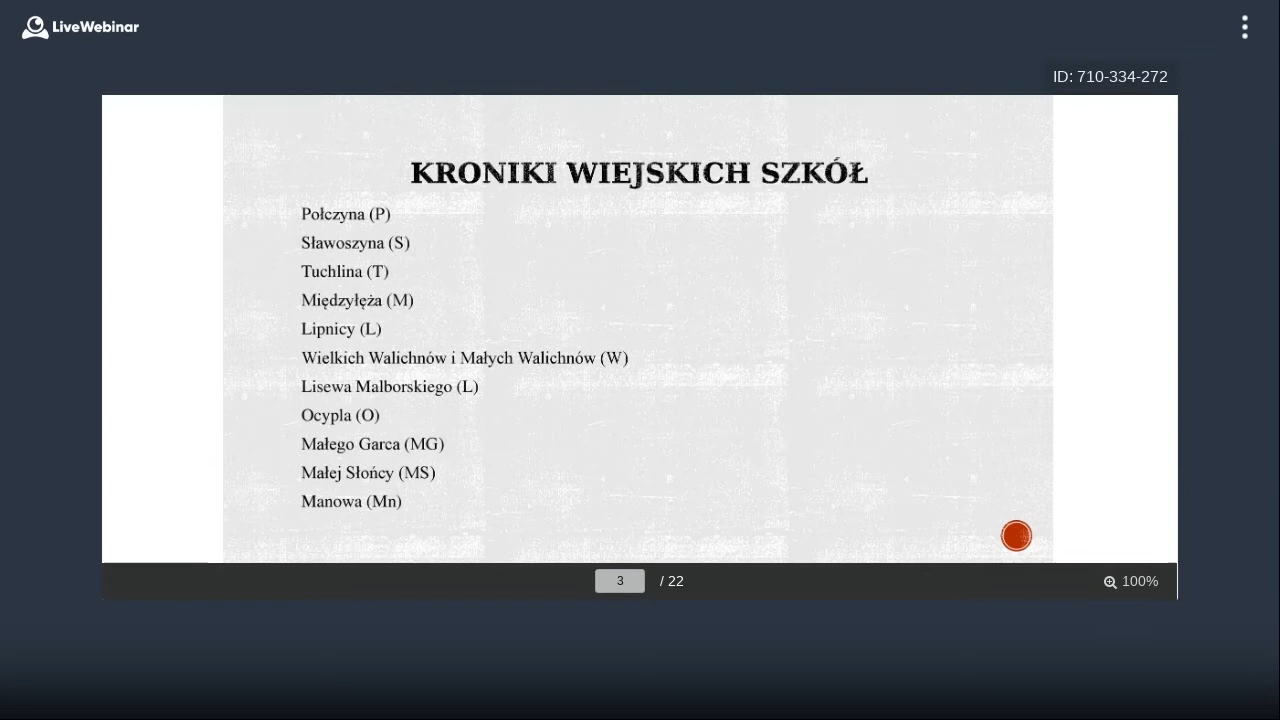 LiveWebinar
ID: 710-334-272
KRONIKI WIEJSKICH SZKÓŁ
Połczyna (P)
Sławoszyna (S)
Tuchlina (T)
Międzyłęża (M)
Lipnicy (L)
Wielkich Walichnów i Małych Walichnów (W)
Lisewa Malborskiego (L)
Ocypla (O)
Małego Garca (MG)
Małej Słońcy (MS)
Manowa (Mn)
3 / 22
100%